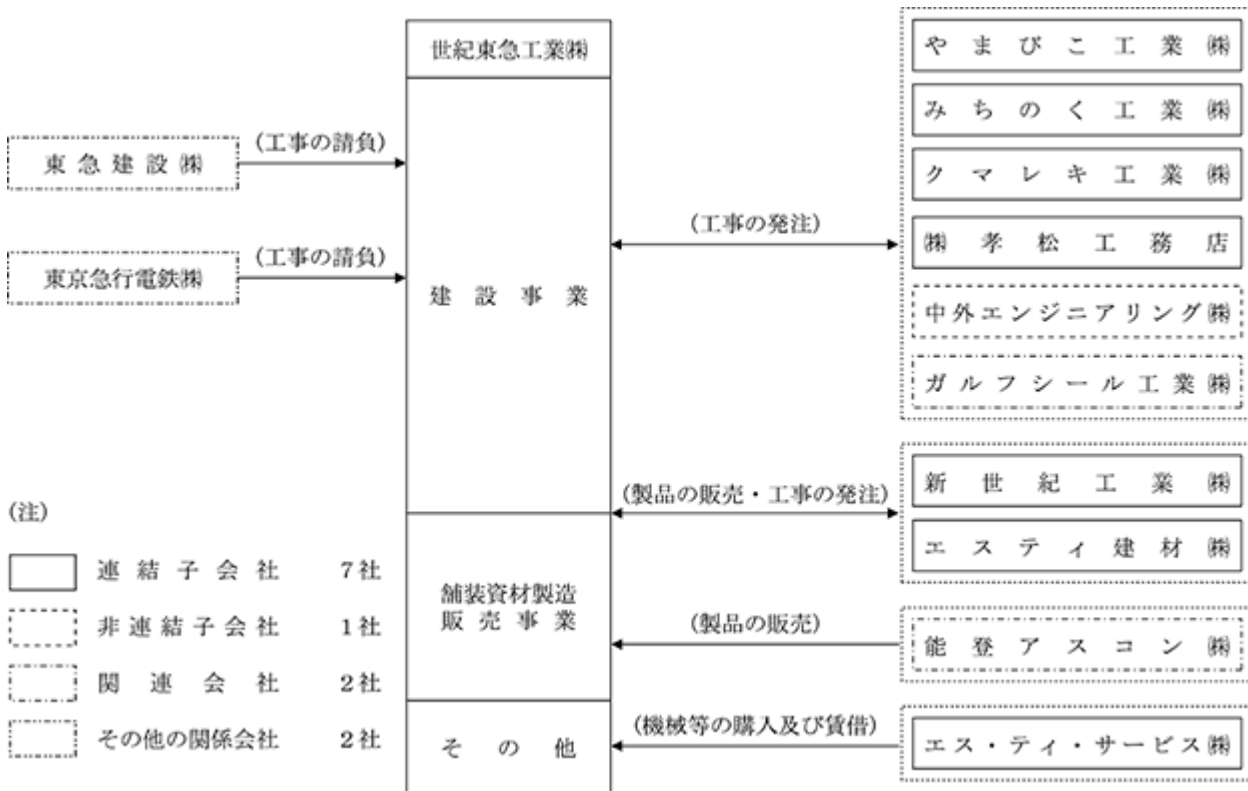 世紀東急工業㈱
東急建設㈱
(工事の請負)
東京急行電鉄㈱
(工事の請負)
建設事業
(工事の発注)
やまびこ工業㈱
みちのく工業㈱
クマレキ工業㈱
㈱孝松工務店
中外エンジニアリング㈱
ガルフシール工業㈱
(製品の販売・工事の発注)
新世紀工業㈱
エスティ建材㈱
舗装資材製造
販売事業
(製品の販売)
能登アスコン㈱
その他
(機械等の購入及び賃借)
エス・ティ・サービス㈱
(注)
連結子会社 7社
非連結子会社 1社
関連会社 2社
その他の関係会社 2社